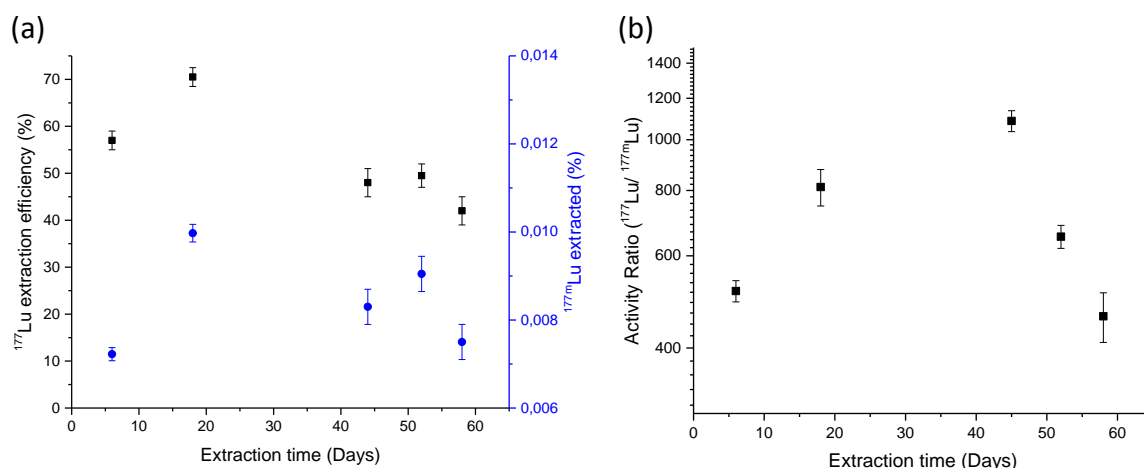 (a)
(b)
70
60
50
40
30
20
10
0
¹⁷⁷Lu extraction efficiency (%)
0,014
0,012
0,010
0,008
0,006
¹⁷⁷ᵐLu extracted (%)
0 10 20 30 40 50 60
Extraction time (Days)
1400
1200
1000
800
600
400
Activity Ratio (¹⁷⁷Lu/ ¹⁷⁷ᵐLu)
0 10 20 30 40 50 60
Extraction time (Days)